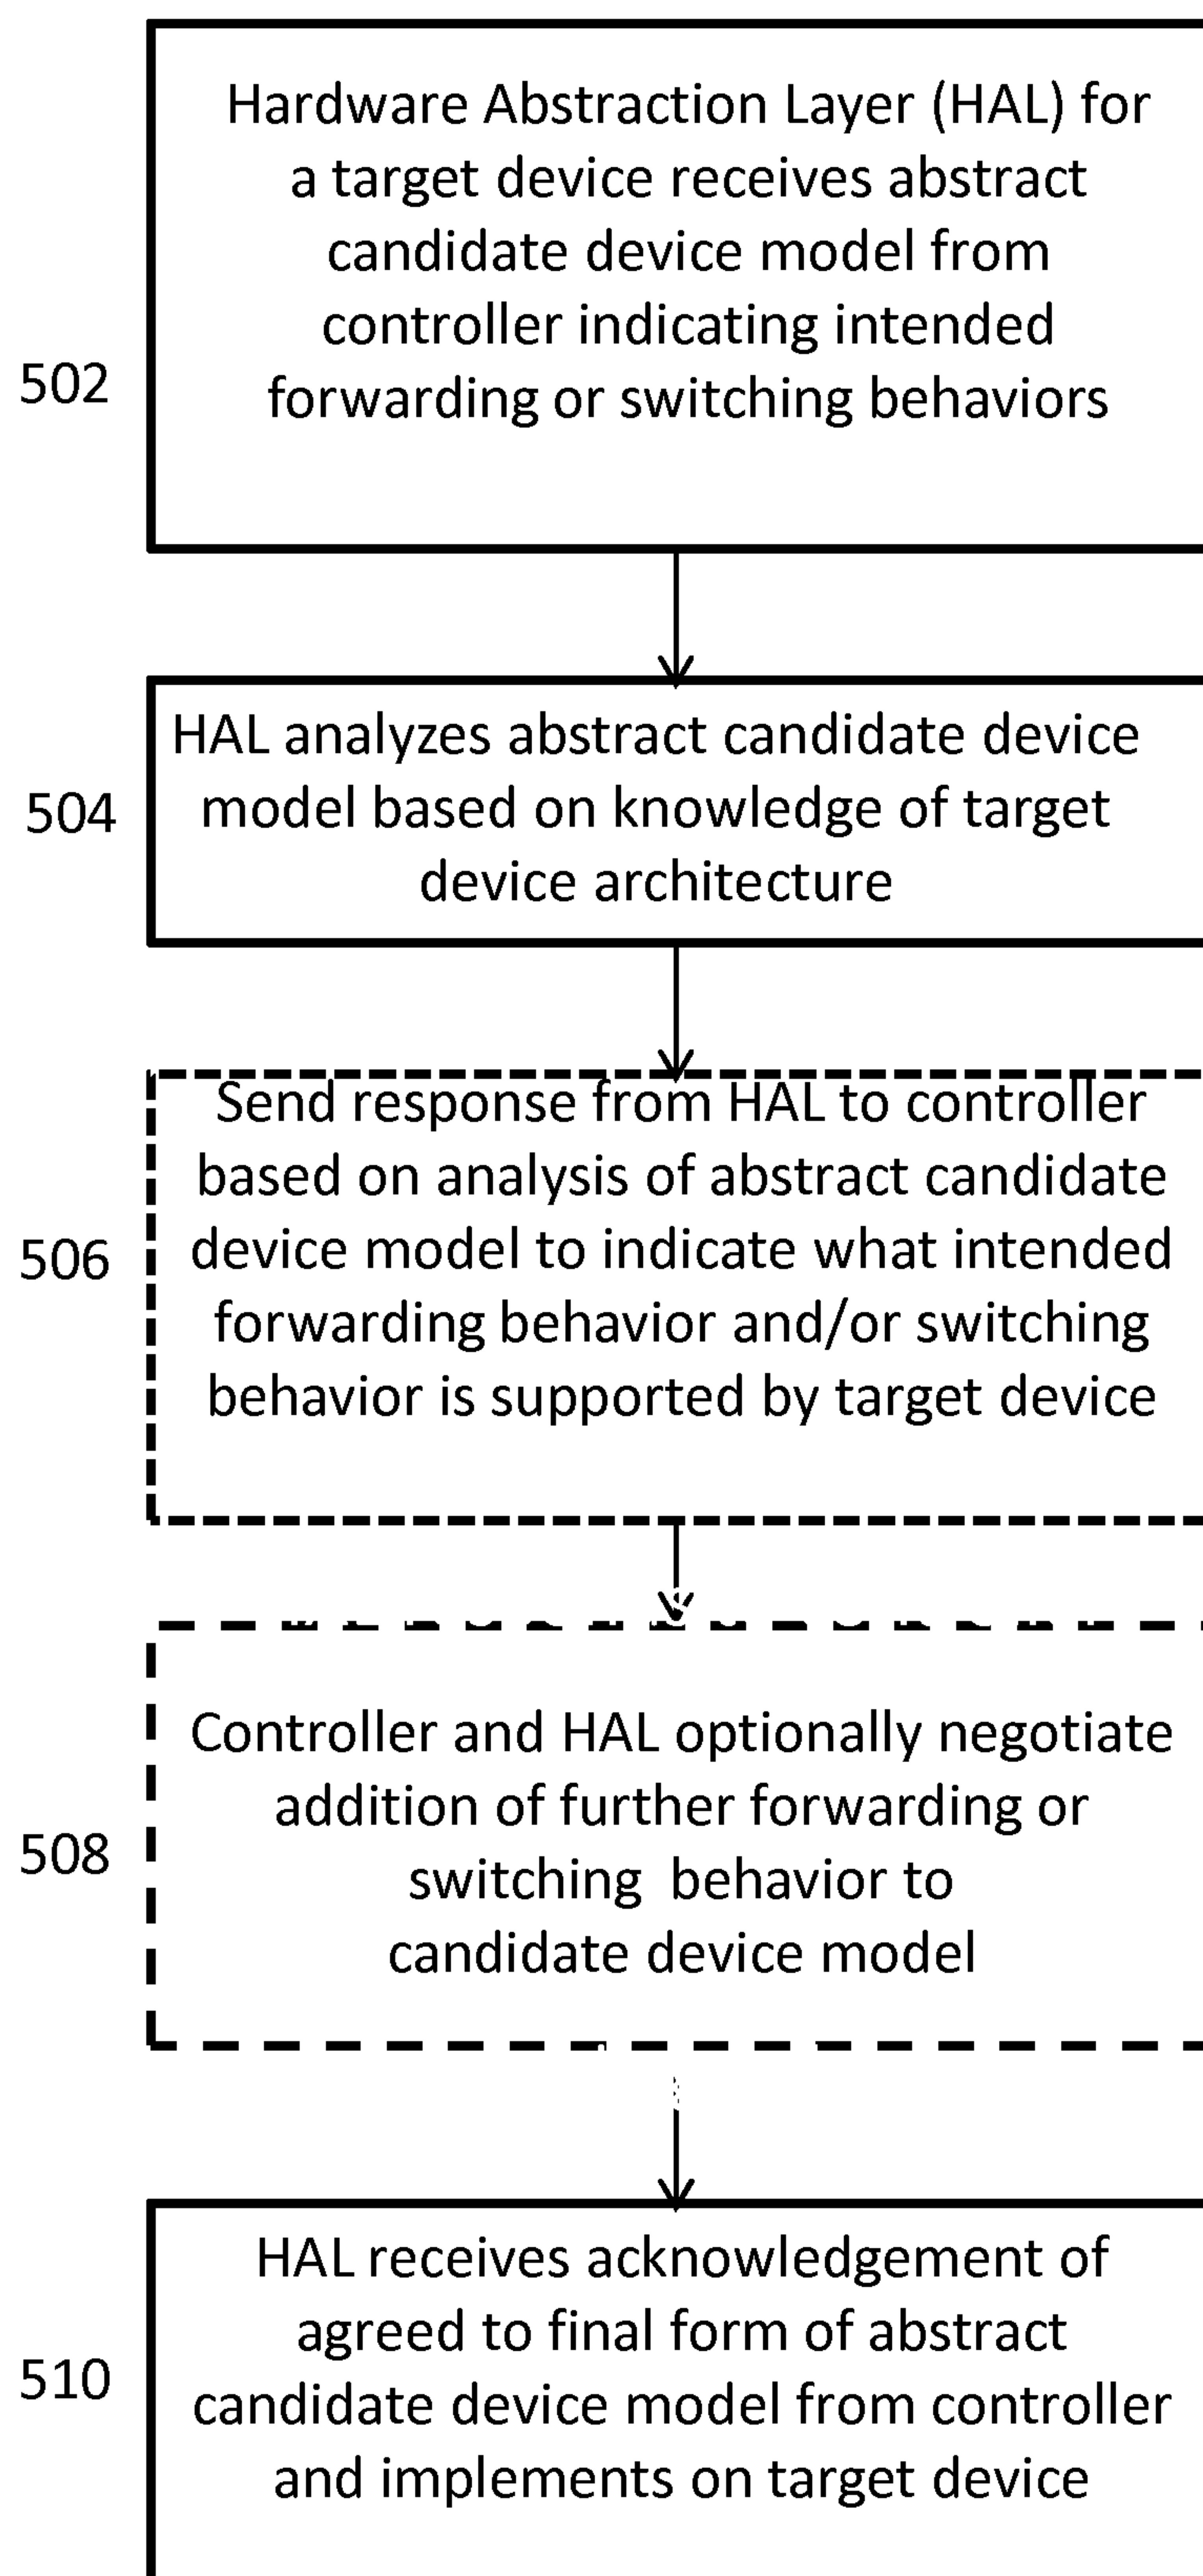 Hardware Abstraction Layer (HAL) for
a target device receives abstract
candidate device model from
controller indicating intended
forwarding or switching behaviors
502
HAL analyzes abstract candidate device
model based on knowledge of target
device architecture
504
Send response from HAL to controller
based on analysis of abstract candidate
device model to indicate what intended
forwarding behavior and/or switching
behavior is supported by target device
506
Controller and HAL optionally negotiate
addition of further forwarding or
switching  behavior to
candidate device model
508
HAL receives acknowledgement of
agreed to final form of abstract
candidate device model from controller
and implements on target device
510